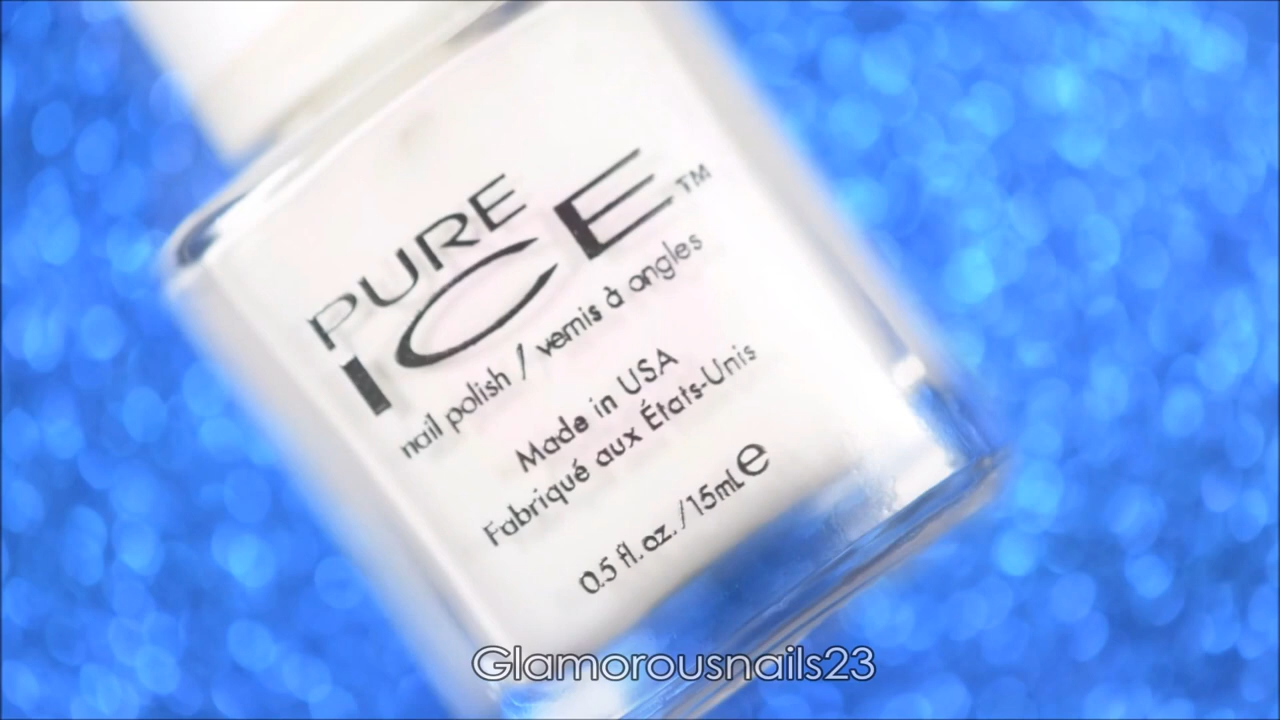 PURE
ICE™
nail polish / vernis à ongles
Made in USA
Fabriqué aux États-Unis
0.5 fl. oz./15mL e
Glamorousnails23